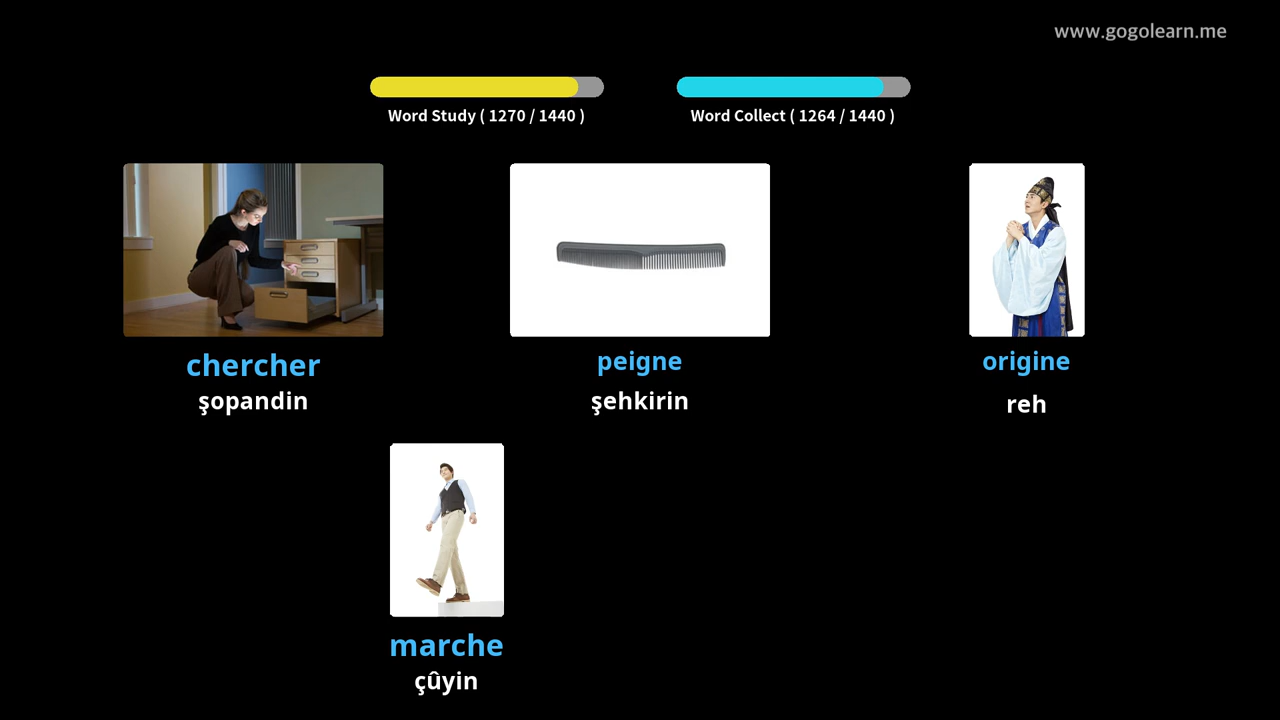 www.gogolearn.me
Word Study ( 1270 / 1440 )
Word Collect ( 1264 / 1440 )
chercher
şopandin
peigne
şehkirin
origine
reh
marche
çûyin